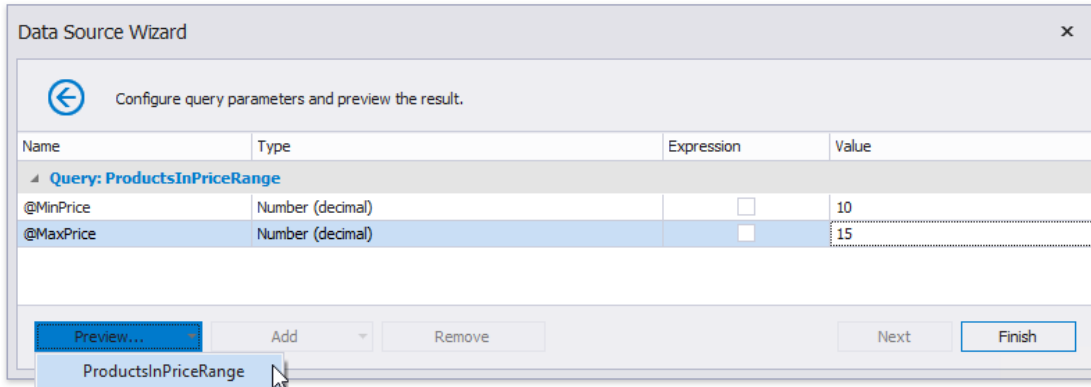 Data Source Wizard
Configure query parameters and preview the result.
Name Type Expression Value
Query: ProductsInPriceRange
@MinPrice Number (decimal) 10
@MaxPrice Number (decimal) 15
Preview... Add Remove Next Finish
ProductsInPriceRange